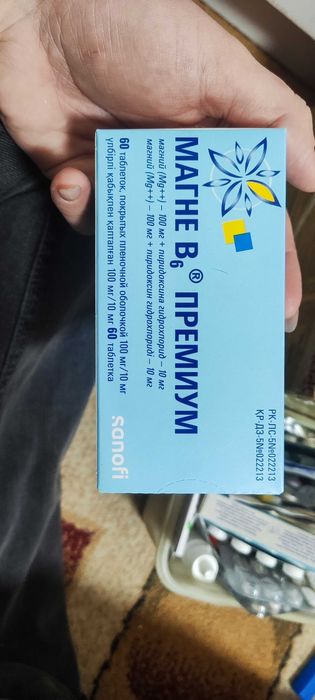 РК-ЛС-5№022213
ҚР-ДЗ-5№022213
МАГНЕ B6® ПРЕМИУМ
магний (Mg++) – 100 мг + пиридоксина гидрохлорид – 10 мг
магний (Mg++) – 100 мг + пиридоксин гидрохлориді – 10 мг
60 таблеток, покрытых пленочной оболочкой 100 мг/10 мг
үлбірлі қабықпен қапталған 100 мг/10 мг 60 таблетка
sanofi